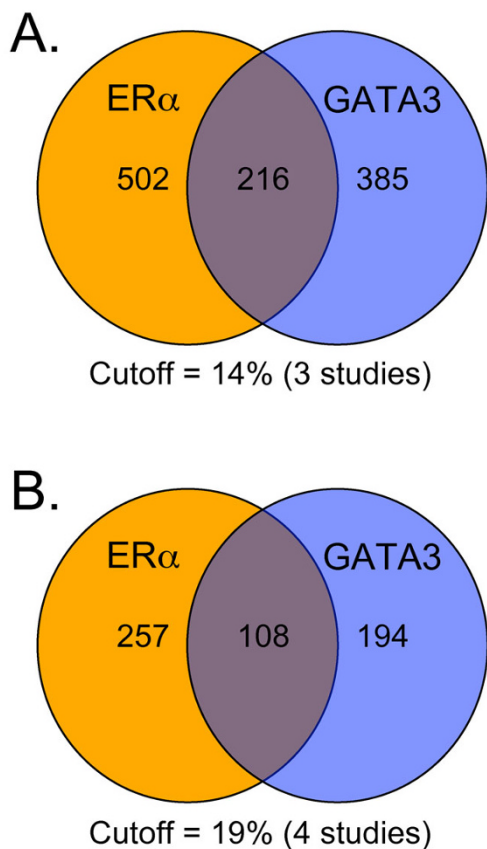 A.
ERα GATA3
502 216 385
Cutoff = 14% (3 studies)
B.
ERα GATA3
257 108 194
Cutoff = 19% (4 studies)